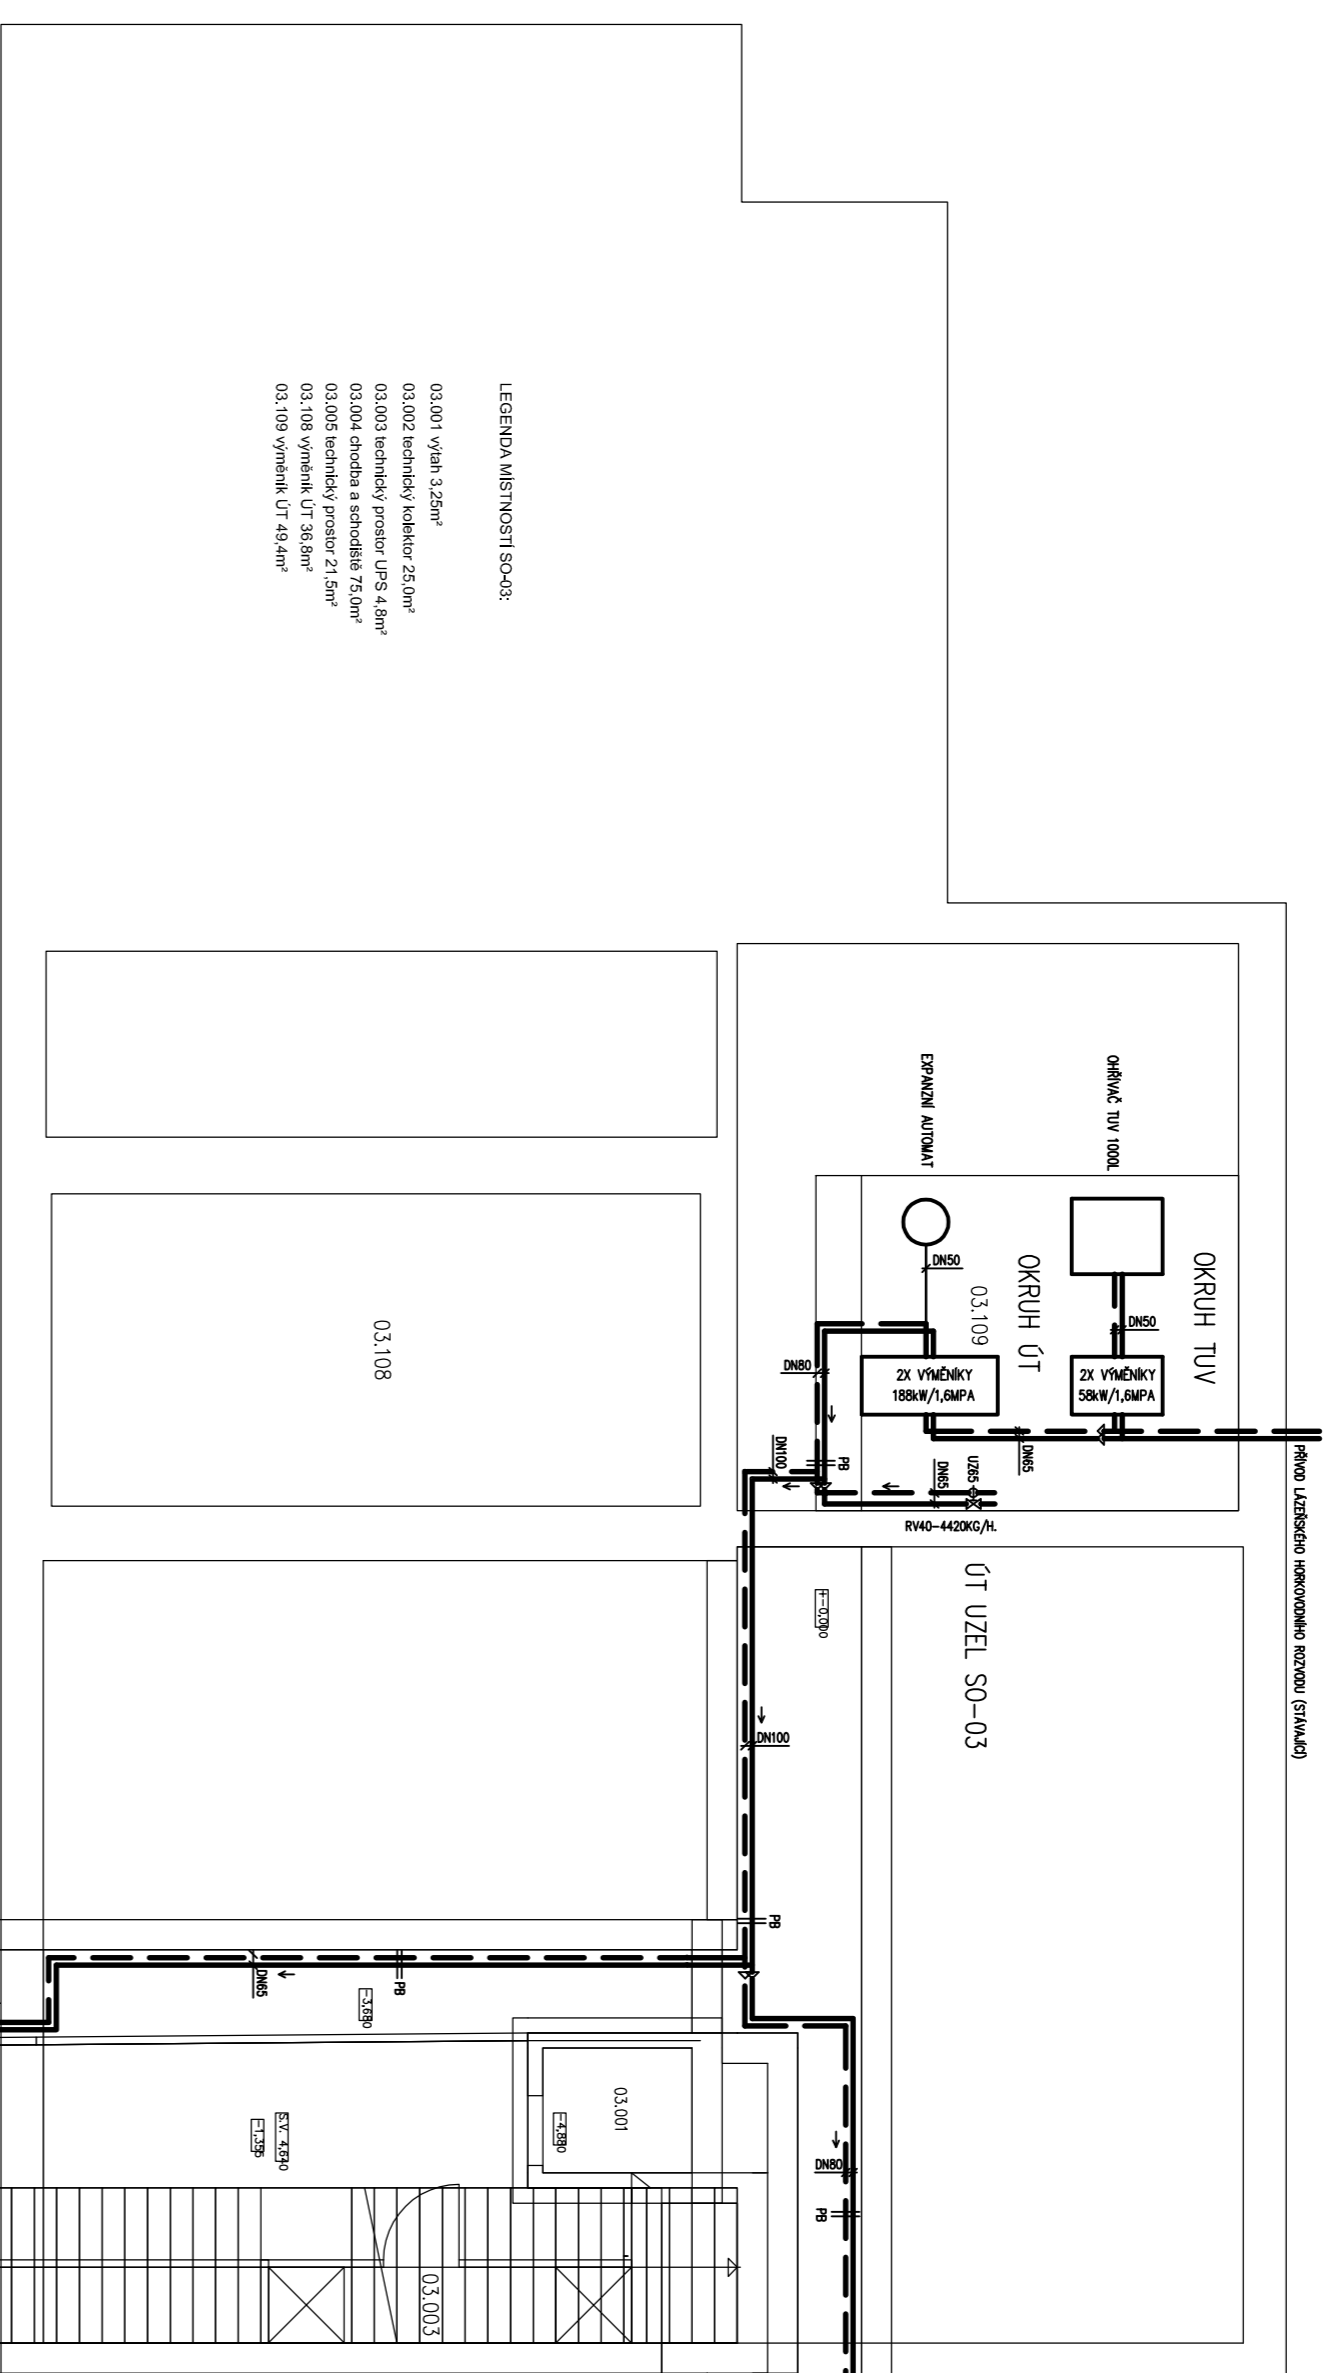 LEGENDA MÍSTNOSTÍ SO-03:
03.001 výtah 3,25m²
03.002 technický kolektor 25,0m²
03.003 technický prostor UPS 4,8m²
03.004 chodba a schodiště 75,0m²
03.005 technický prostor 21,5m²
03.108 výměník ÚT 36,8m²
03.109 výměník ÚT 49,4m²
PŘÍVOD LÁZEŇSKÉHO HORKOVODNÍHO ROZVODU (STÁVAJÍCÍ)
OKRUH TUV
OHŘÍVAČ TUV 1000L
DN50
2X VÝMĚNÍKY
58kW/1,6MPA
OKRUH ÚT
03.109
EXPANZNÍ AUTOMAT
DN50
2X VÝMĚNÍKY
188kW/1,6MPA
DN65
UZ65
DN65
RV40-4420KG/H.
DN80
PB
DN100
ÚT UZEL SO-03
+-0,000
DN100
PB
03.108
DN65
PB
-3,680
03.001
-4,880
S.V. 4,640
-1,356
DN80
PB
03.003